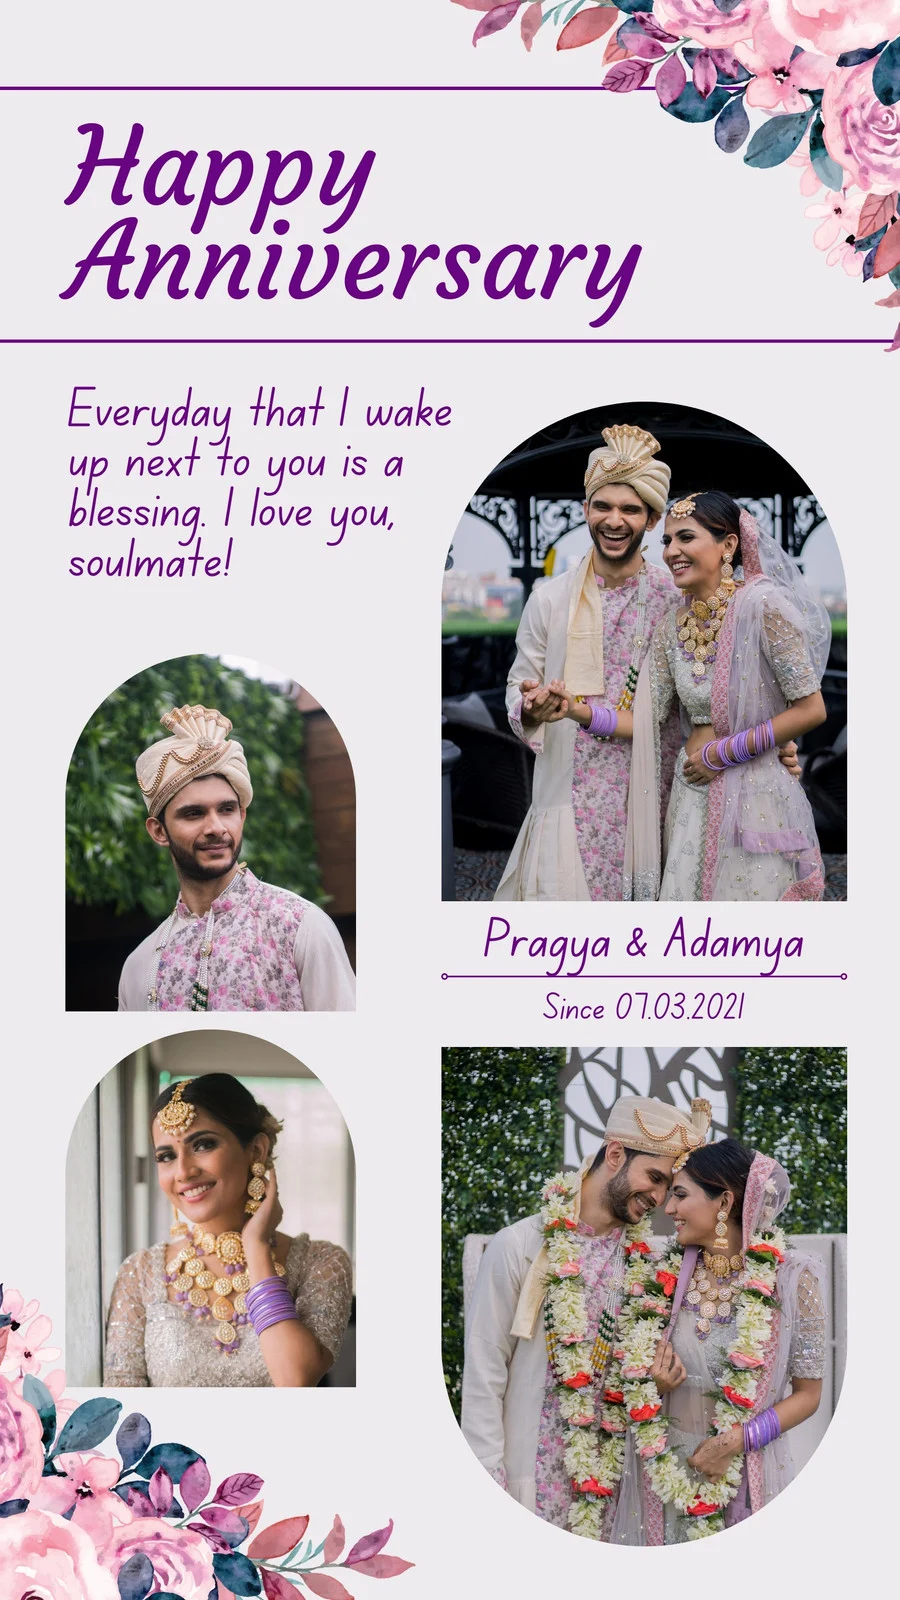 Happy
Anniversary
Everyday that I wake
up next to you is a
blessing. I love you,
soulmate!
Pragya & Adamya
Since 07.03.2021